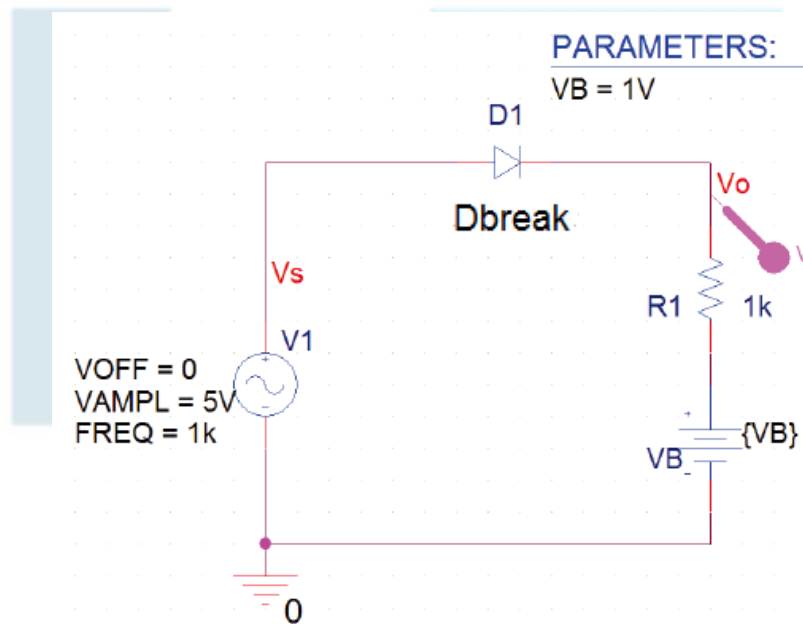 PARAMETERS:
VB = 1V
D1
Dbreak
Vo
V
Vs
R1 1k
V1
VOFF = 0
VAMPL = 5V
FREQ = 1k
+
-
+
VB
{VB}
-
0